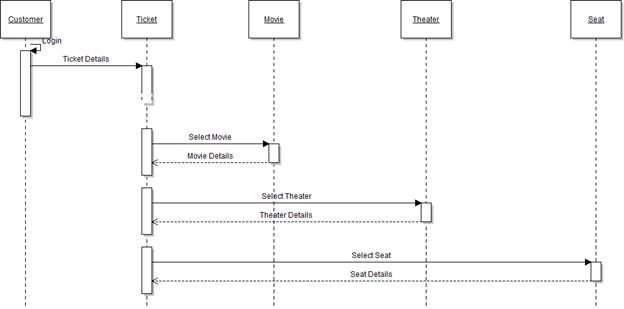 Customer
Ticket
Movie
Theater
Seat
Login
Ticket Details
Select Movie
Movie Details
Select Theater
Theater Details
Select Seat
Seat Details